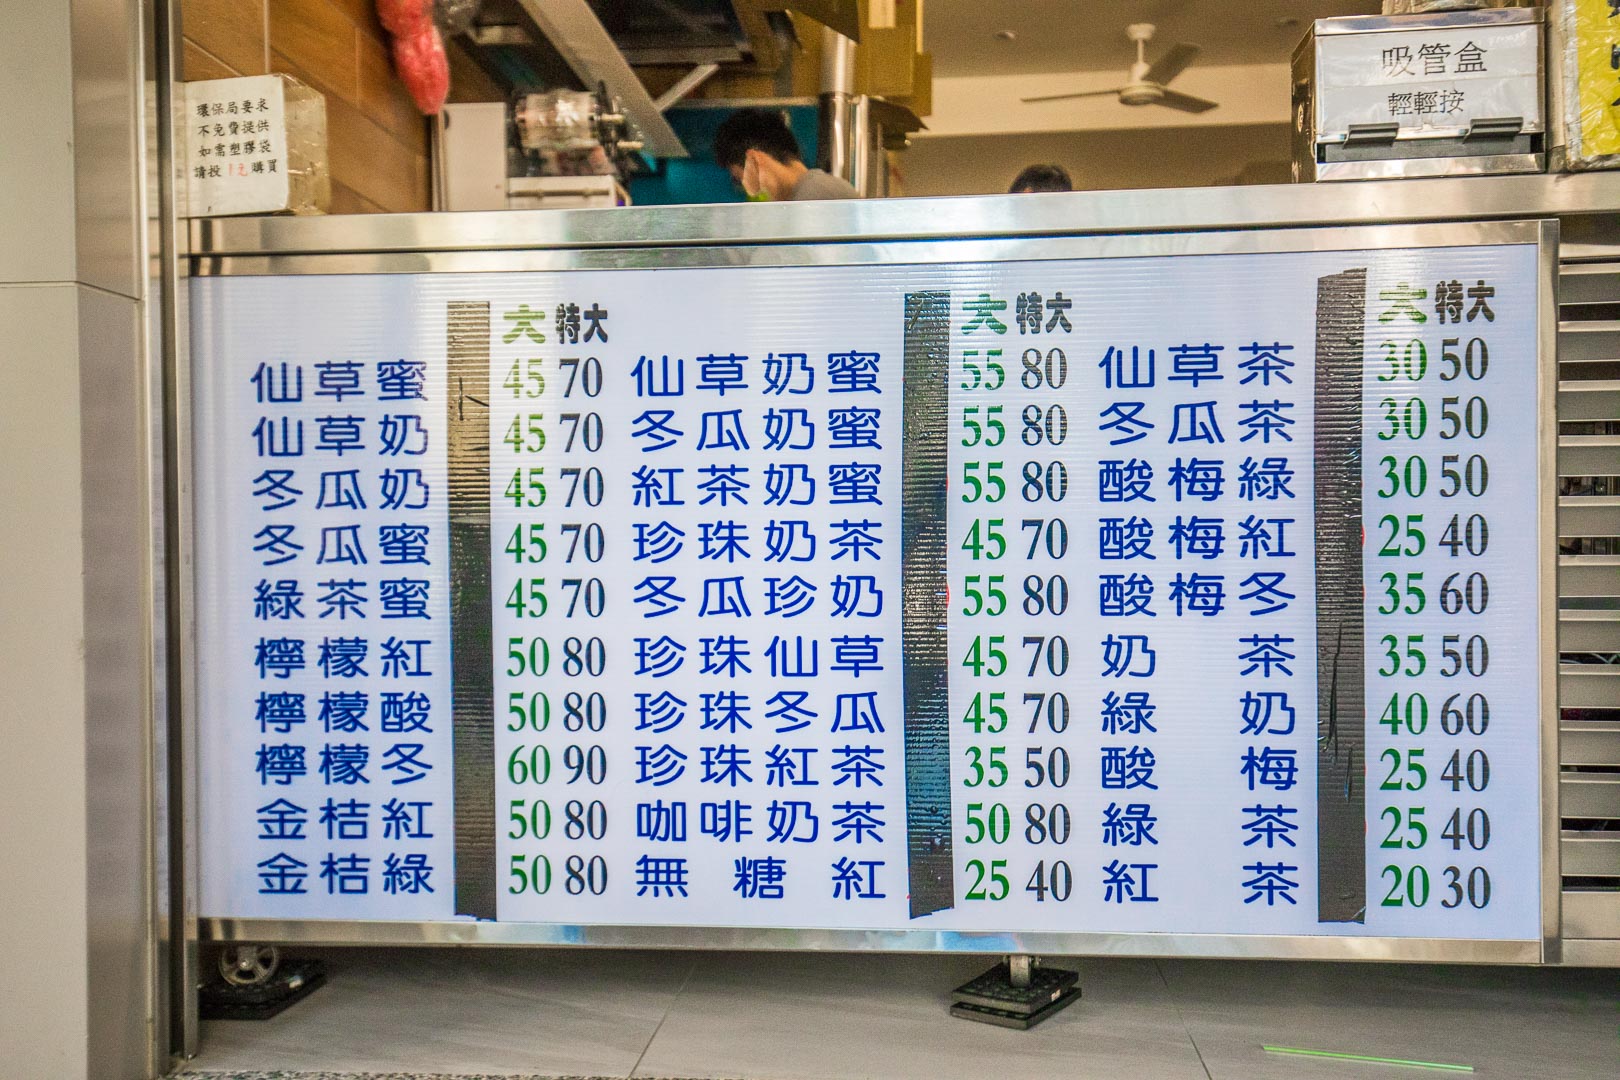 環保局要求
不免費提供
如需塑膠袋
請投1元購買
吸管盒
輕輕按
大 特大
仙草蜜 45 70
仙草奶 45 70
冬瓜奶 45 70
冬瓜蜜 45 70
綠茶蜜 45 70
檸檬紅 50 80
檸檬酸 50 80
檸檬冬 60 90
金桔紅 50 80
金桔綠 50 80
大 特大
仙草奶蜜 55 80
冬瓜奶蜜 55 80
紅茶奶蜜 55 80
珍珠奶茶 45 70
冬瓜珍奶 55 80
珍珠仙草 45 70
珍珠冬瓜 45 70
珍珠紅茶 35 50
咖啡奶茶 50 80
無糖紅 25 40
大 特大
仙草茶 30 50
冬瓜茶 30 50
酸梅綠 30 50
酸梅紅 25 40
酸梅冬 35 60
奶茶 35 50
綠奶 40 60
酸梅 25 40
綠茶 25 40
紅茶 20 30